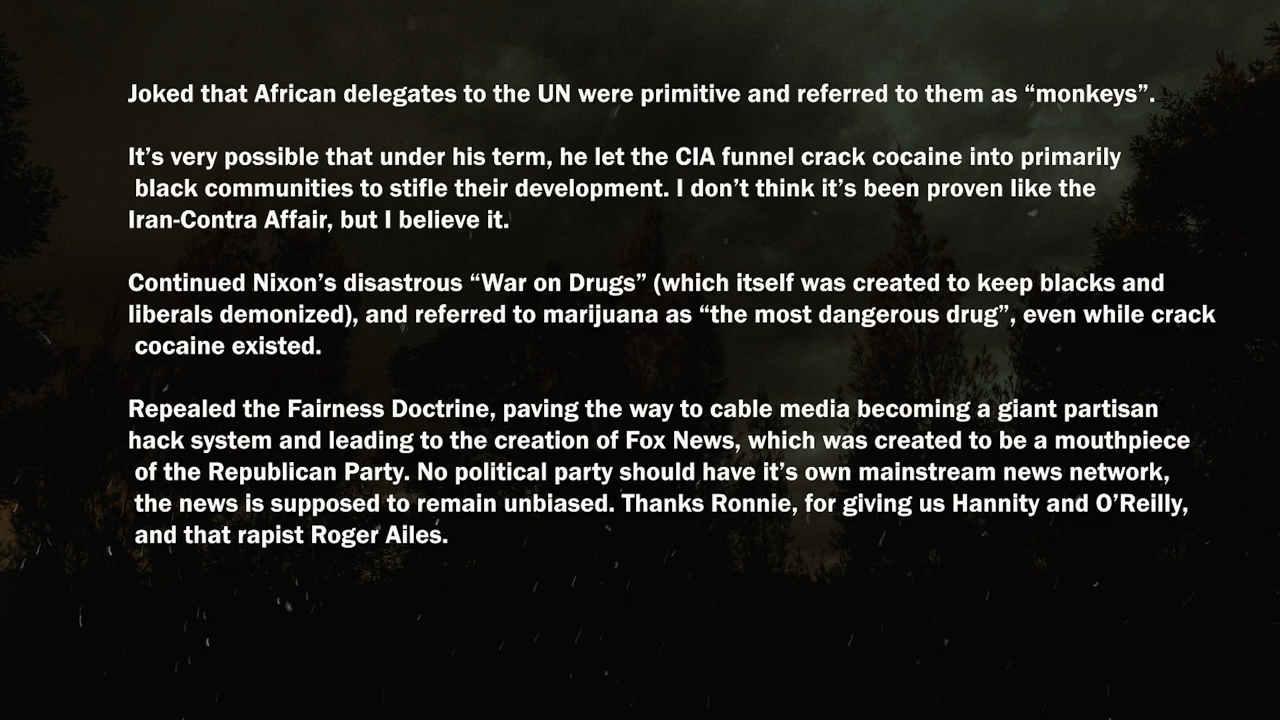 Joked that African delegates to the UN were primitive and referred to them as “monkeys”.
It’s very possible that under his term, he let the CIA funnel crack cocaine into primarily
black communities to stifle their development. I don’t think it’s been proven like the
Iran-Contra Affair, but I believe it.
Continued Nixon’s disastrous “War on Drugs” (which itself was created to keep blacks and
liberals demonized), and referred to marijuana as “the most dangerous drug”, even while crack
cocaine existed.
Repealed the Fairness Doctrine, paving the way to cable media becoming a giant partisan
hack system and leading to the creation of Fox News, which was created to be a mouthpiece
of the Republican Party. No political party should have it’s own mainstream news network,
the news is supposed to remain unbiased. Thanks Ronnie, for giving us Hannity and O’Reilly,
and that rapist Roger Ailes.